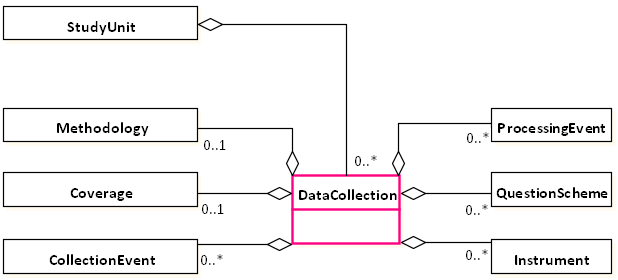 StudyUnit
Methodology
0..1
0..*
ProcessingEvent
0..*
Coverage
0..1
DataCollection
QuestionScheme
0..*
CollectionEvent
0..*
Instrument
0..*